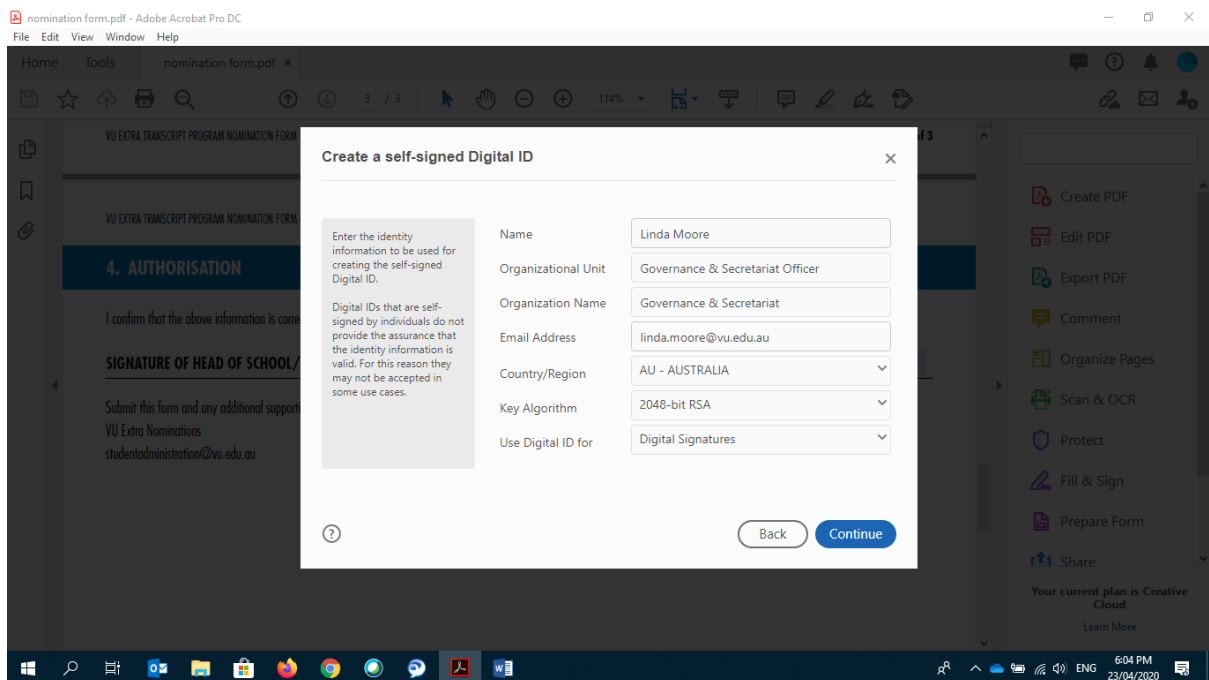 nomination form.pdf - Adobe Acrobat Pro DC
File Edit View Window Help
Home Tools nomination form.pdf ×
3 / 3 114%
VU EXTRA TRANSCRIPT PROGRAM NOMINATION FORM
of 3
VU EXTRA TRANSCRIPT PROGRAM NOMINATION FORM
4. AUTHORISATION
I confirm that the above information is corre
SIGNATURE OF HEAD OF SCHOOL/
Submit this form and any additional supporti
VU Extra Nominations
studentadministration@vu.edu.au
Create a self-signed Digital ID
Enter the identity
information to be used for
creating the self-signed
Digital ID.
Digital IDs that are self-
signed by individuals do not
provide the assurance that
the identity information is
valid. For this reason they
may not be accepted in
some use cases.
Name Linda Moore
Organizational Unit Governance & Secretariat Officer
Organization Name Governance & Secretariat
Email Address linda.moore@vu.edu.au
Country/Region AU - AUSTRALIA
Key Algorithm 2048-bit RSA
Use Digital ID for Digital Signatures
Back Continue
Create PDF
Edit PDF
Export PDF
Comment
Organize Pages
Scan & OCR
Protect
Fill & Sign
Prepare Form
Share
Your current plan is Creative
Cloud
Learn More
ENG
6:04 PM
23/04/2020